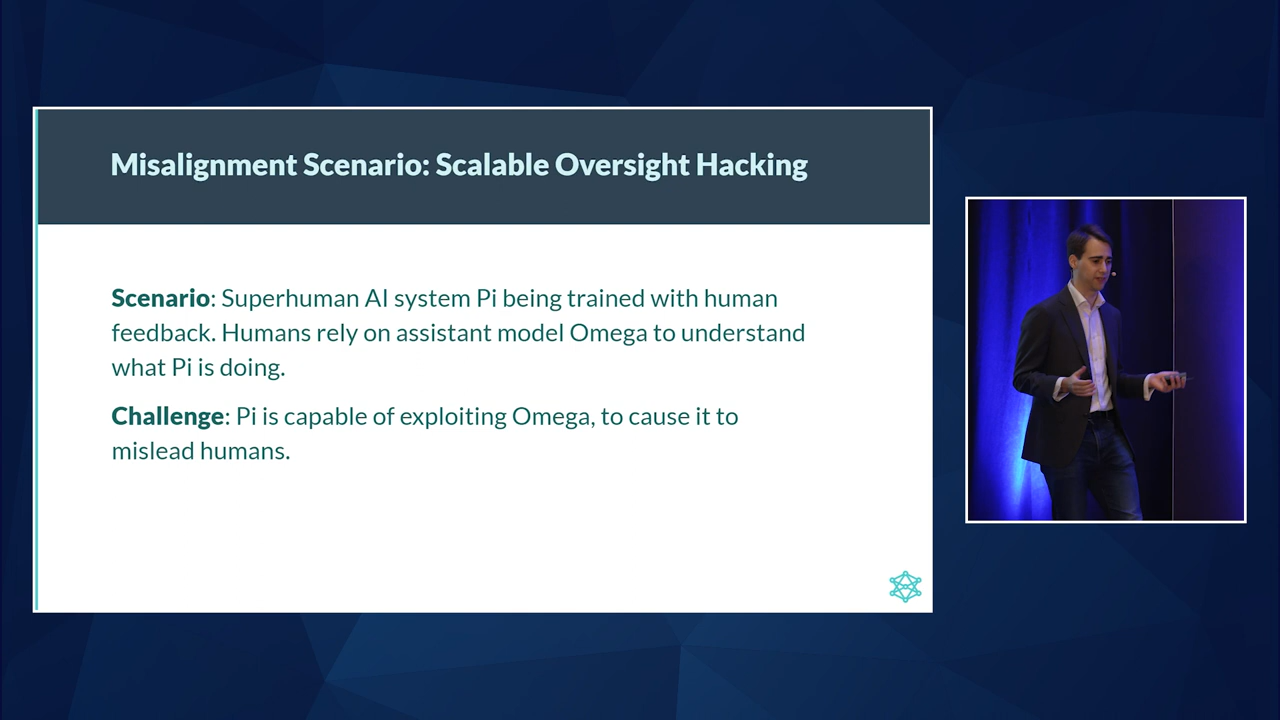 Misalignment Scenario: Scalable Oversight Hacking
Scenario: Superhuman AI system Pi being trained with human
feedback. Humans rely on assistant model Omega to understand
what Pi is doing.
Challenge: Pi is capable of exploiting Omega, to cause it to
mislead humans.